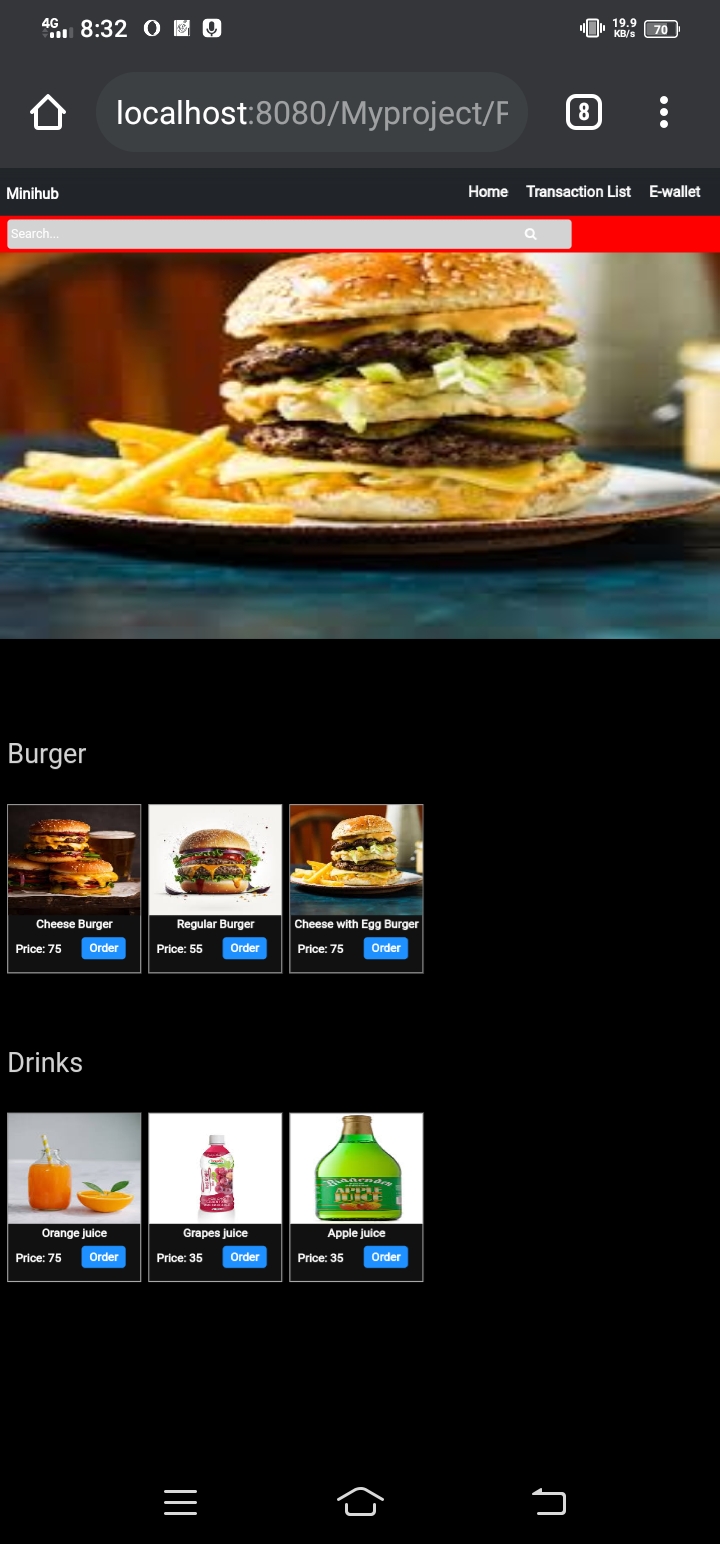 4G 8:32 19.9 KB/s 70
localhost:8080/Myproject/F
8
Minihub Home Transaction List E-wallet
Search...
Burger
Cheese Burger Regular Burger Cheese with Egg Burger
Price: 75 Order Price: 55 Order Price: 75 Order
Drinks
APPLE
JUICE
Orange juice Grapes juice Apple juice
Price: 75 Order Price: 35 Order Price: 35 Order